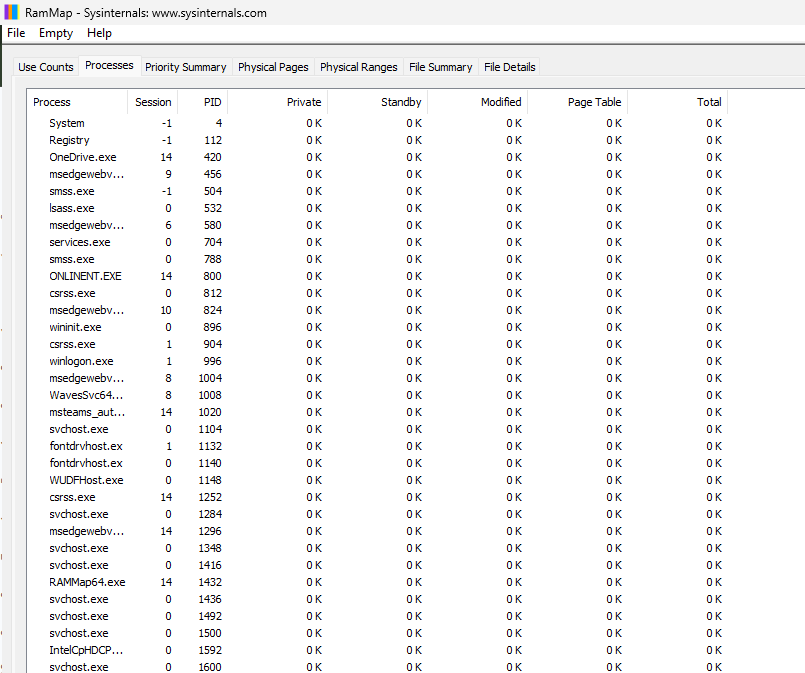 RamMap - Sysinternals: www.sysinternals.com
File Empty Help
Use Counts Processes Priority Summary Physical Pages Physical Ranges File Summary File Details
Process Session PID Private Standby Modified Page Table Total
System -1 4 0 K 0 K 0 K 0 K 0 K
Registry -1 112 0 K 0 K 0 K 0 K 0 K
OneDrive.exe 14 420 0 K 0 K 0 K 0 K 0 K
msedgewebv... 9 456 0 K 0 K 0 K 0 K 0 K
smss.exe -1 504 0 K 0 K 0 K 0 K 0 K
lsass.exe 0 532 0 K 0 K 0 K 0 K 0 K
msedgewebv... 6 580 0 K 0 K 0 K 0 K 0 K
services.exe 0 704 0 K 0 K 0 K 0 K 0 K
smss.exe 0 788 0 K 0 K 0 K 0 K 0 K
ONLINENT.EXE 14 800 0 K 0 K 0 K 0 K 0 K
csrss.exe 0 812 0 K 0 K 0 K 0 K 0 K
msedgewebv... 10 824 0 K 0 K 0 K 0 K 0 K
wininit.exe 0 896 0 K 0 K 0 K 0 K 0 K
csrss.exe 1 904 0 K 0 K 0 K 0 K 0 K
winlogon.exe 1 996 0 K 0 K 0 K 0 K 0 K
msedgewebv... 8 1004 0 K 0 K 0 K 0 K 0 K
WavesSvc64... 8 1008 0 K 0 K 0 K 0 K 0 K
msteams_aut... 14 1020 0 K 0 K 0 K 0 K 0 K
svchost.exe 0 1104 0 K 0 K 0 K 0 K 0 K
fontdrvhost.ex 1 1132 0 K 0 K 0 K 0 K 0 K
fontdrvhost.ex 0 1140 0 K 0 K 0 K 0 K 0 K
WUDFHost.exe 0 1148 0 K 0 K 0 K 0 K 0 K
csrss.exe 14 1252 0 K 0 K 0 K 0 K 0 K
svchost.exe 0 1284 0 K 0 K 0 K 0 K 0 K
msedgewebv... 14 1296 0 K 0 K 0 K 0 K 0 K
svchost.exe 0 1348 0 K 0 K 0 K 0 K 0 K
svchost.exe 0 1416 0 K 0 K 0 K 0 K 0 K
RAMMap64.exe 14 1432 0 K 0 K 0 K 0 K 0 K
svchost.exe 0 1436 0 K 0 K 0 K 0 K 0 K
svchost.exe 0 1492 0 K 0 K 0 K 0 K 0 K
svchost.exe 0 1500 0 K 0 K 0 K 0 K 0 K
IntelCpHDCP... 0 1592 0 K 0 K 0 K 0 K 0 K
svchost.exe 0 1600 0 K 0 K 0 K 0 K 0 K